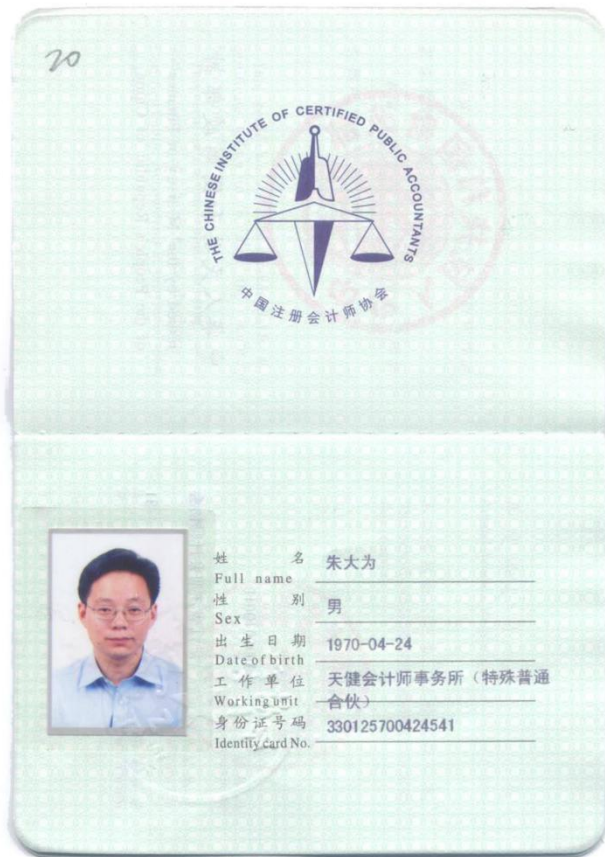 20
THE CHINESE INSTITUTE OF CERTIFIED PUBLIC ACCOUNTANTS
中国注册会计师协会
姓 名 朱大为
Full name
性 别 男
Sex
出生日期 1970-04-24
Date of birth
工作单位 天健会计师事务所（特殊普通
Working unit 合伙）
身份证号码 330125700424541
Identity card No.